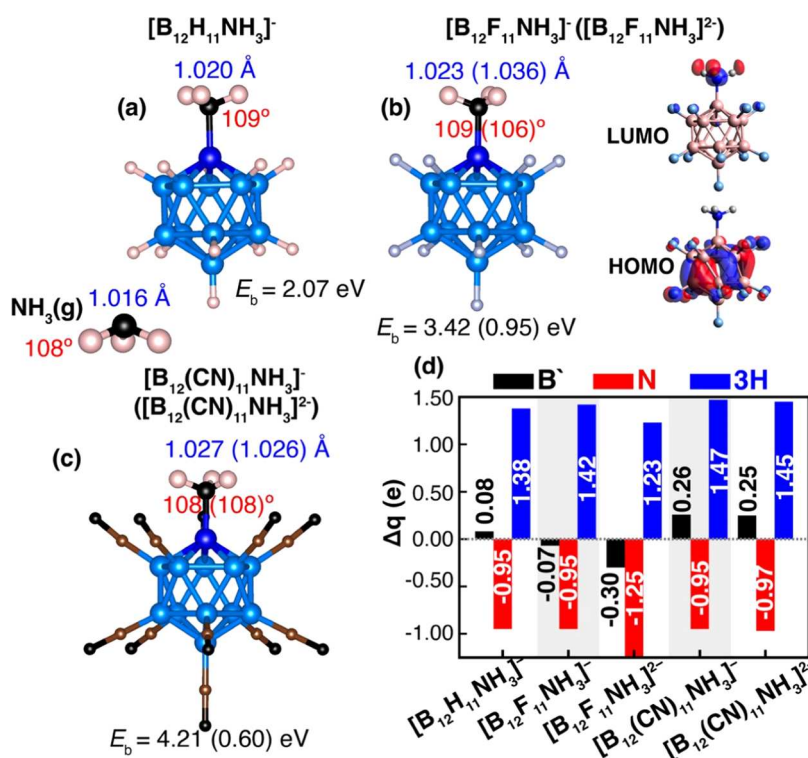 [B12H11NH3]-
1.020 Å
(a)
109º
Eb = 2.07 eV
[B12F11NH3]- ([B12F11NH3]2-)
1.023 (1.036) Å
(b)
109 (106)º
Eb = 3.42 (0.95) eV
LUMO
HOMO
NH3(g)
1.016 Å
108º
[B12(CN)11NH3]-
([B12(CN)11NH3]2-)
1.027 (1.026) Å
(c)
108 (108)º
Eb = 4.21 (0.60) eV
(d)
B` N 3H
Δq (e)
1.50
1.00
0.50
0.00
-0.50
-1.00
0.08
-0.95
1.38
-0.07
-0.95
1.42
-0.30
-1.25
1.23
0.26
-0.95
1.47
0.25
-0.97
1.45
[B12H11NH3]-
[B12F11NH3]-
[B12F11NH3]2-
[B12(CN)11NH3]-
[B12(CN)11NH3]2-